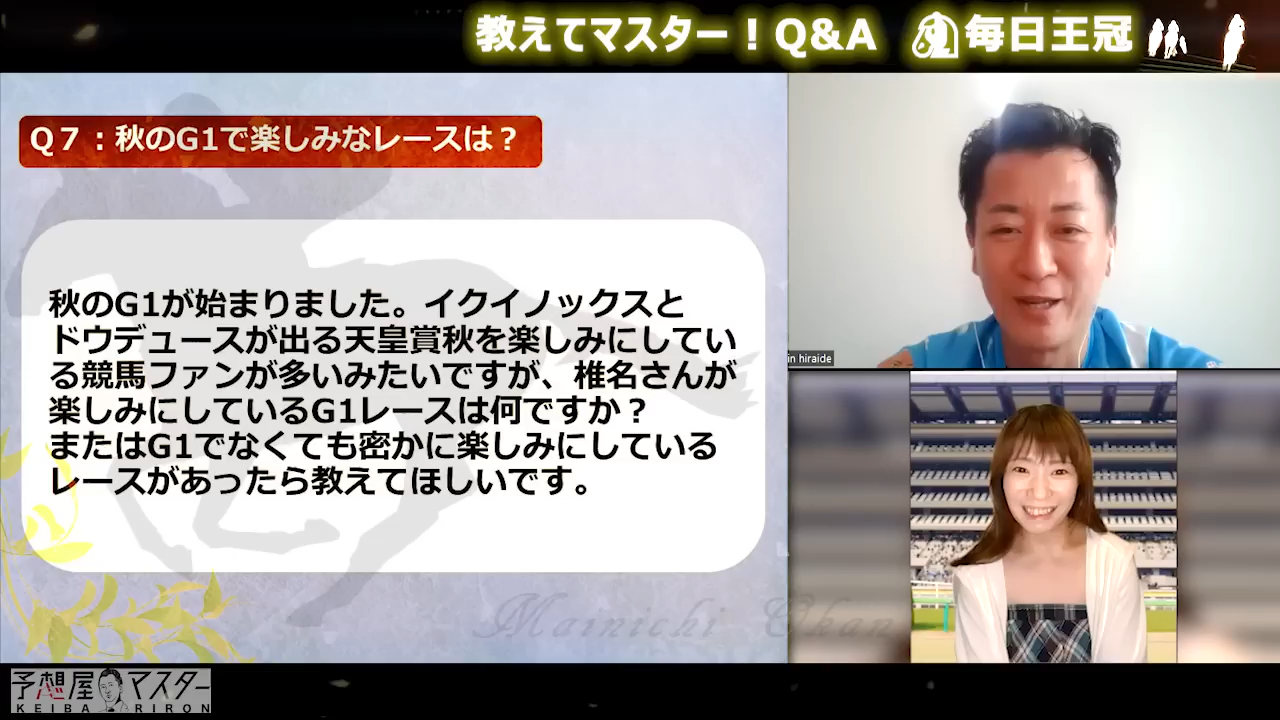 教えてマスター！Q&A 毎日王冠
Q７：秋のG1で楽しみなレースは？
秋のG1が始まりました。イクイノックスと
ドウデュースが出る天皇賞秋を楽しみにしてい
る競馬ファンが多いみたいですが、椎名さんが
楽しみにしているG1レースは何ですか？
またはG1でなくても密かに楽しみにしている
レースがあったら教えてほしいです。
in hiraide
Mainichi Okan
予想屋マスター
KEIBA RIRON